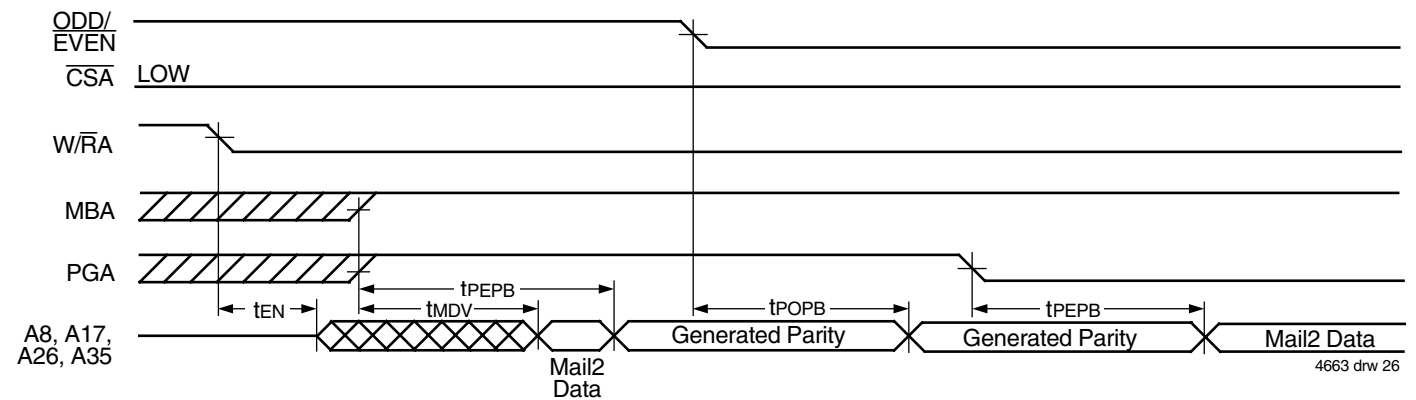 ODD/
EVEN
CSA LOW
W/RA
MBA
PGA
tPEPB
tEN tMDV tPOPB tPEPB
A8, A17,
A26, A35
Generated Parity Generated Parity Mail2 Data
Mail2
Data
4663 drw 26